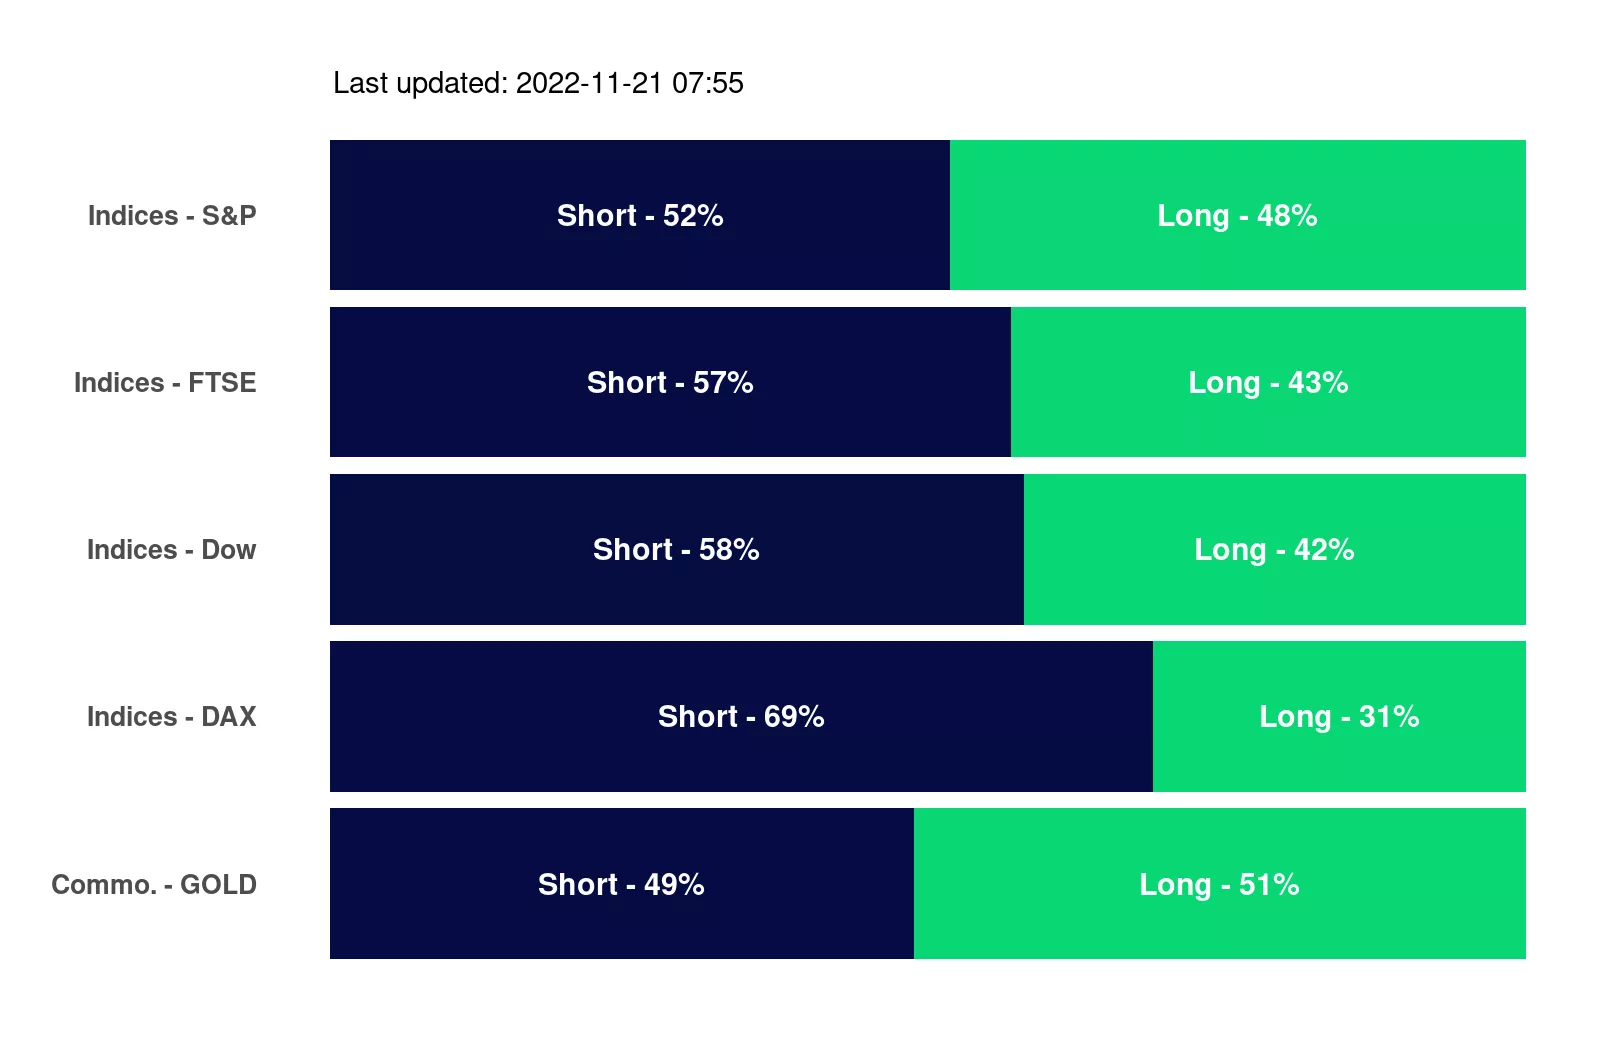 Last updated: 2022-11-21 07:55
Indices - S&P Short - 52% Long - 48%
Indices - FTSE Short - 57% Long - 43%
Indices - Dow Short - 58% Long - 42%
Indices - DAX Short - 69% Long - 31%
Commo. - GOLD Short - 49% Long - 51%